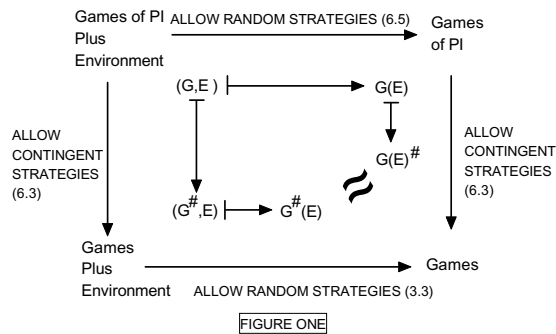 Games of PI
Plus
Environment
ALLOW RANDOM STRATEGIES (6.5)
Games
of PI
(G,E )
G(E)
ALLOW
CONTINGENT
STRATEGIES
(6.3)
G(E)#
ALLOW
CONTINGENT
STRATEGIES
(6.3)
≈
(G#,E)
G#(E)
Games
Plus
Environment
ALLOW RANDOM STRATEGIES (3.3)
Games
FIGURE ONE